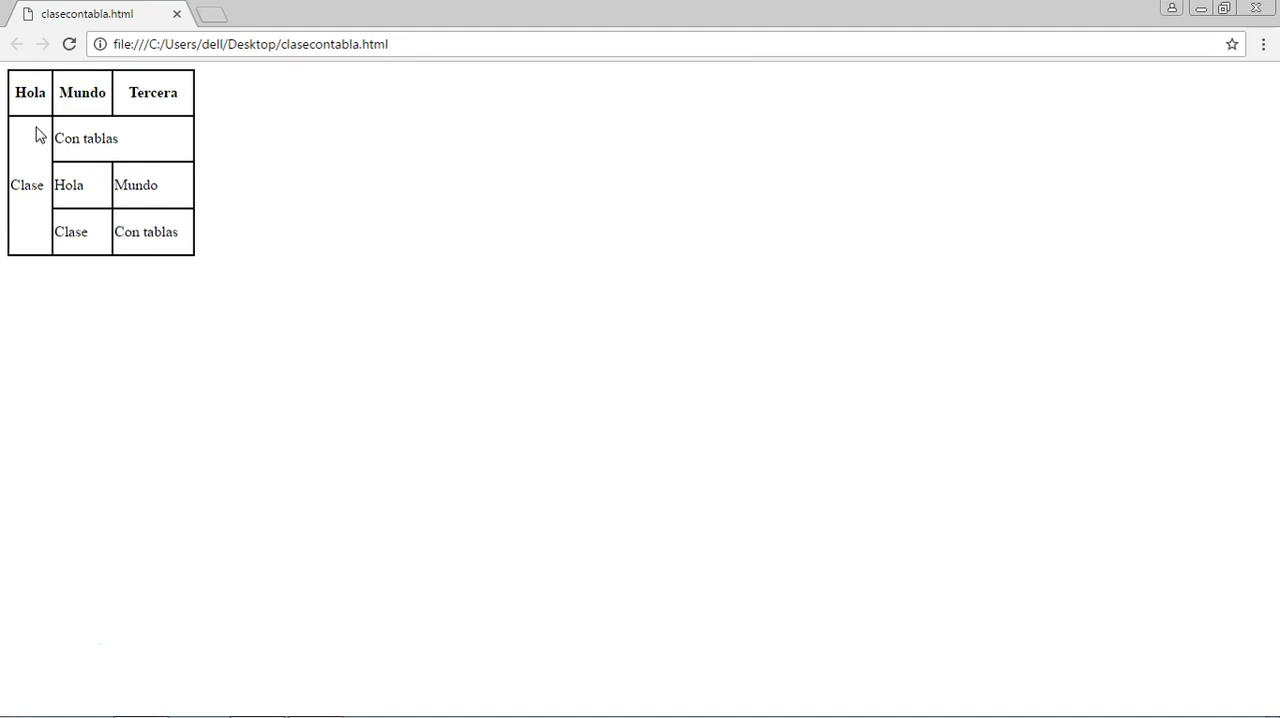 clasecontabla.html
file:///C:/Users/dell/Desktop/clasecontabla.html
Hola Mundo Tercera
Con tablas
Clase Hola Mundo
Clase Con tablas